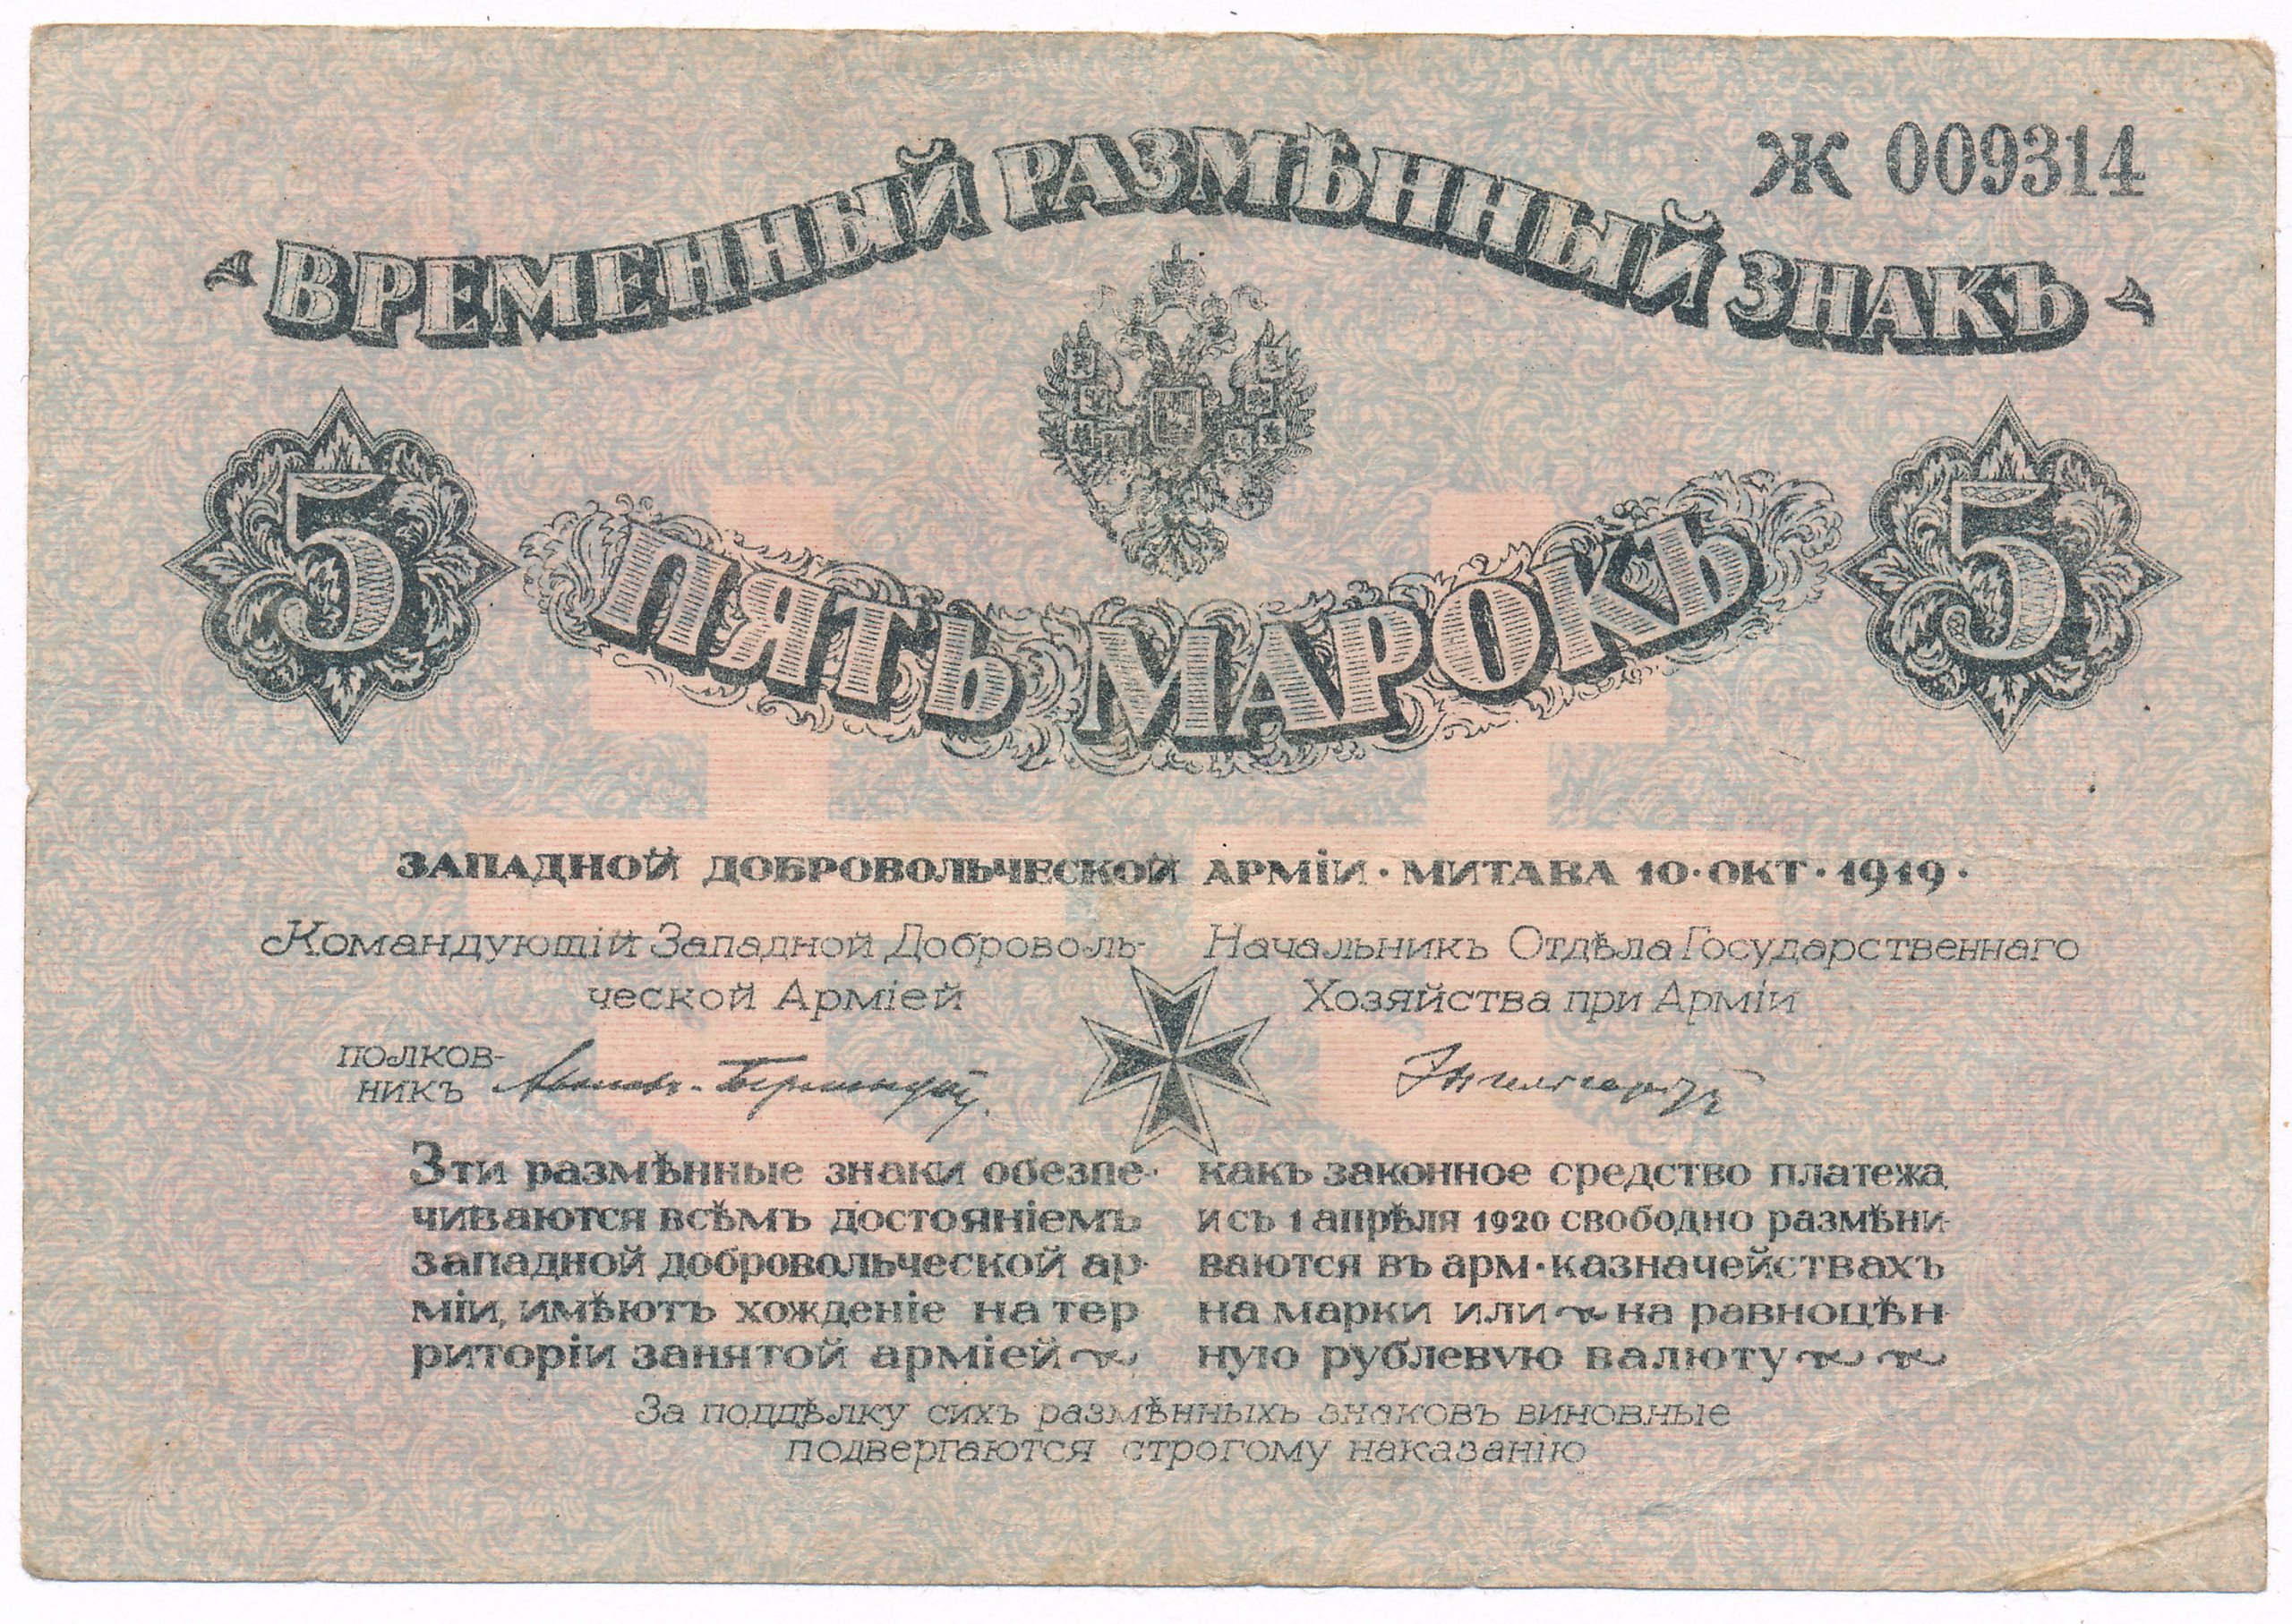 Ж 009314
ВРЕМЕННЫЙ РАЗМѢННЫЙ ЗНАКЪ
5 5
ПЯТЬ МАРОКЪ
ЗАПАДНОЙ ДОБРОВОЛЬЧЕСКОЙ АРМІИ · МИТАВА 10 · ОКТ · 1919 ·
Командующій Западной Доброволь-
ческой Арміей
полков-
никъ
Начальникъ Отдѣла Государственнаго
Хозяйства при Арміи
Эти размѣнные знаки обезпе-
чиваются всѣмъ достояніемъ
западной добровольческой ар-
міи, имѣютъ хожденіе на тер
риторіи занятой арміей
какъ законное средство платежа
и съ 1 апрѣля 1920 свободно размѣни-
ваются въ арм · казначействахъ
на марки или на равноцѣн-
ную рублевую валюту
За поддѣлку сихъ размѣнныхъ знаковъ виновные
подвергаются строгому наказанію